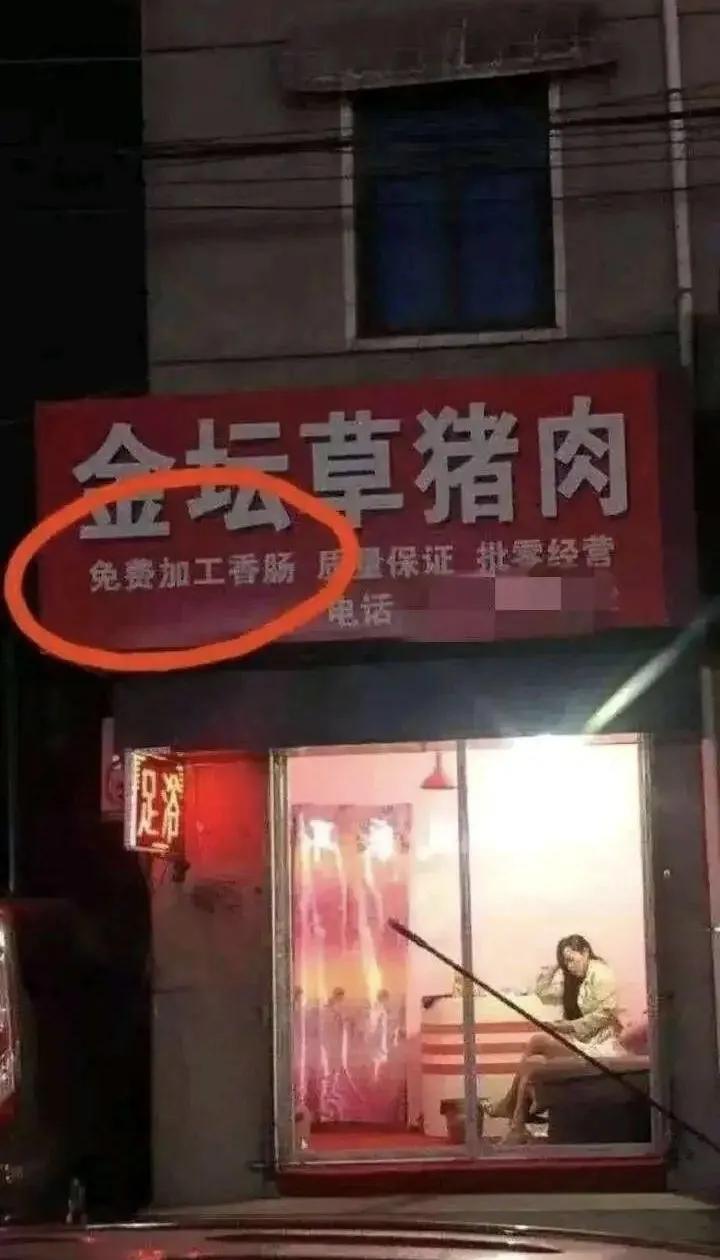 金坛草猪肉
免费加工香肠 质量保证 批零经营
电话
足浴